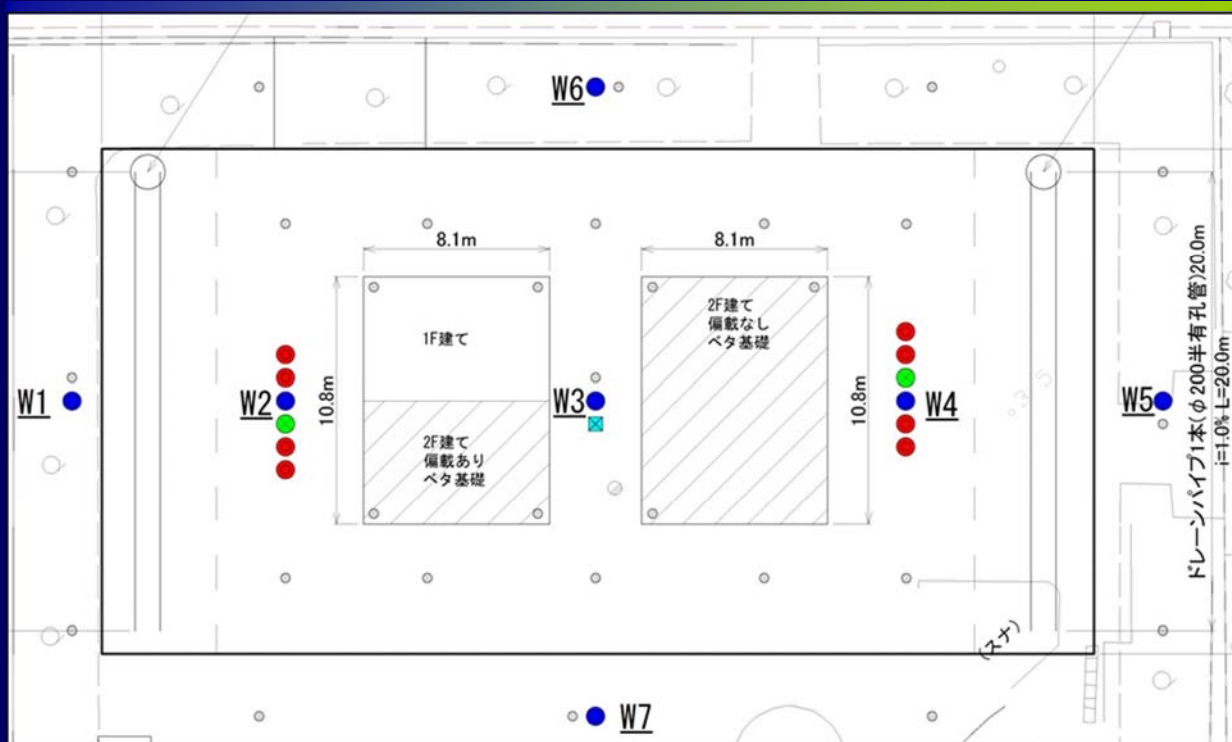 W6
8.1m
8.1m
1F建て
2F建て
偏載なし
ベタ基礎
W1
W2
10.8m
W3
10.8m
W4
W5
2F建て
偏載あり
ベタ基礎
ドレーンパイプ1本(φ200半有孔管)20.0m
i=1.0% L=20.0m
(スナ)
W7